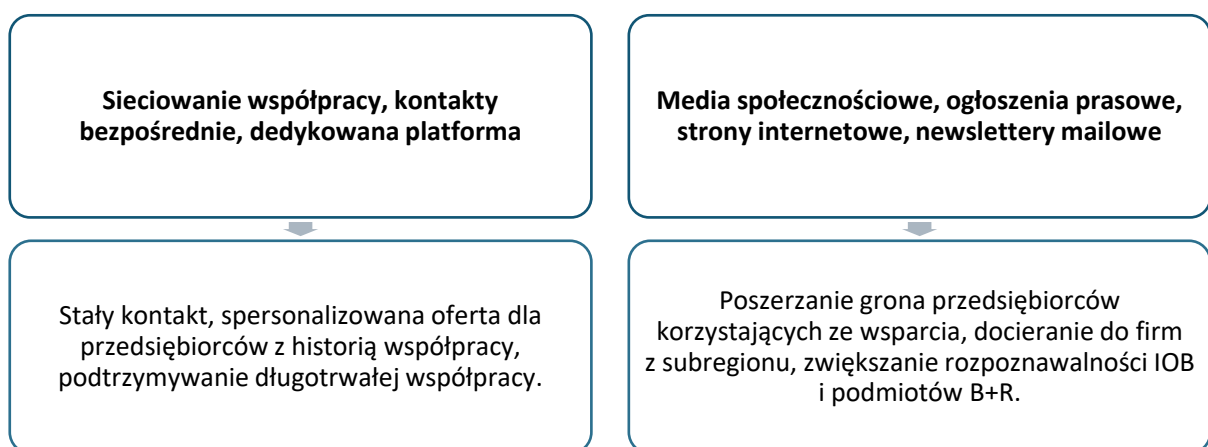 Sieciowanie współpracy, kontakty
bezpośrednie, dedykowana platforma
Stały kontakt, spersonalizowana oferta dla
przedsiębiorców z historią współpracy,
podtrzymywanie długotrwałej współpracy.
Media społecznościowe, ogłoszenia prasowe,
strony internetowe, newslettery mailowe
Poszerzanie grona przedsiębiorców
korzystających ze wsparcia, docieranie do firm
z subregionu, zwiększanie rozpoznawalności IOB
i podmiotów B+R.